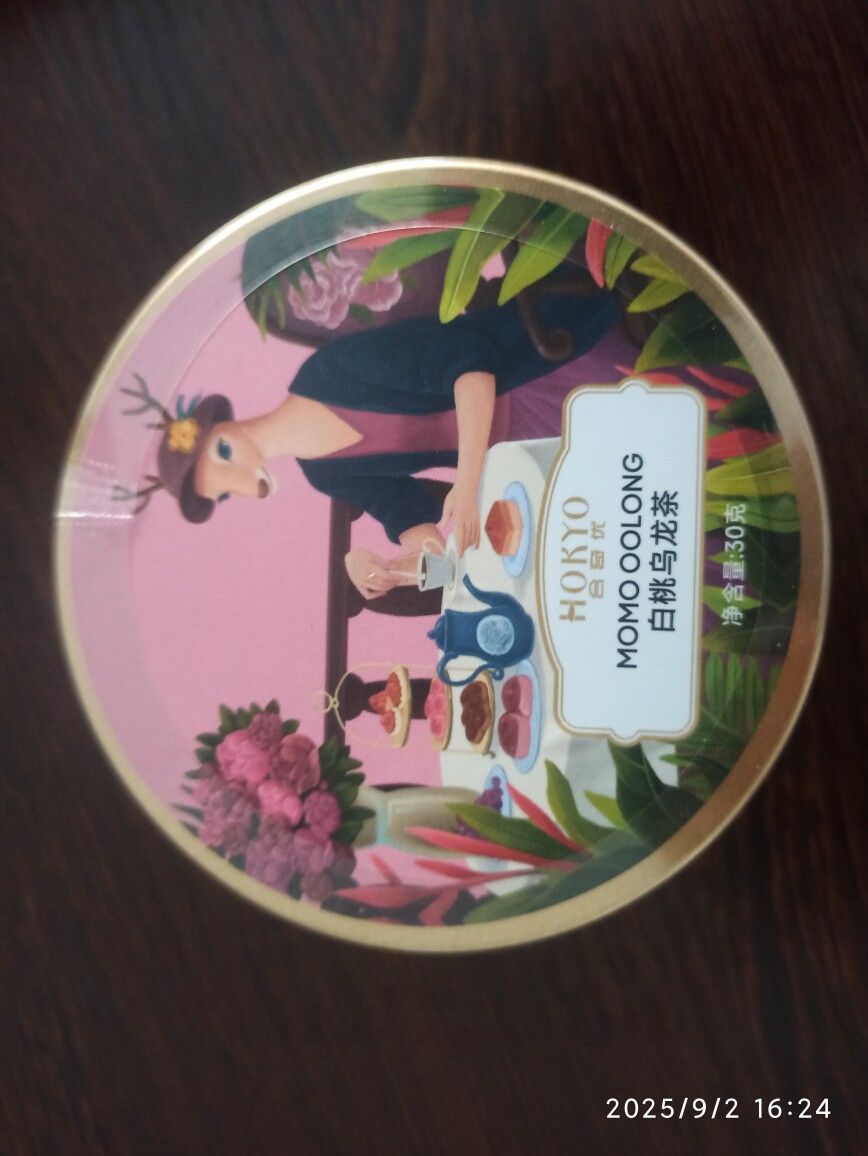 HOKYO
合奇优
MOMO OOLONG
白桃乌龙茶
净含量:30克
2025/9/2 16:24